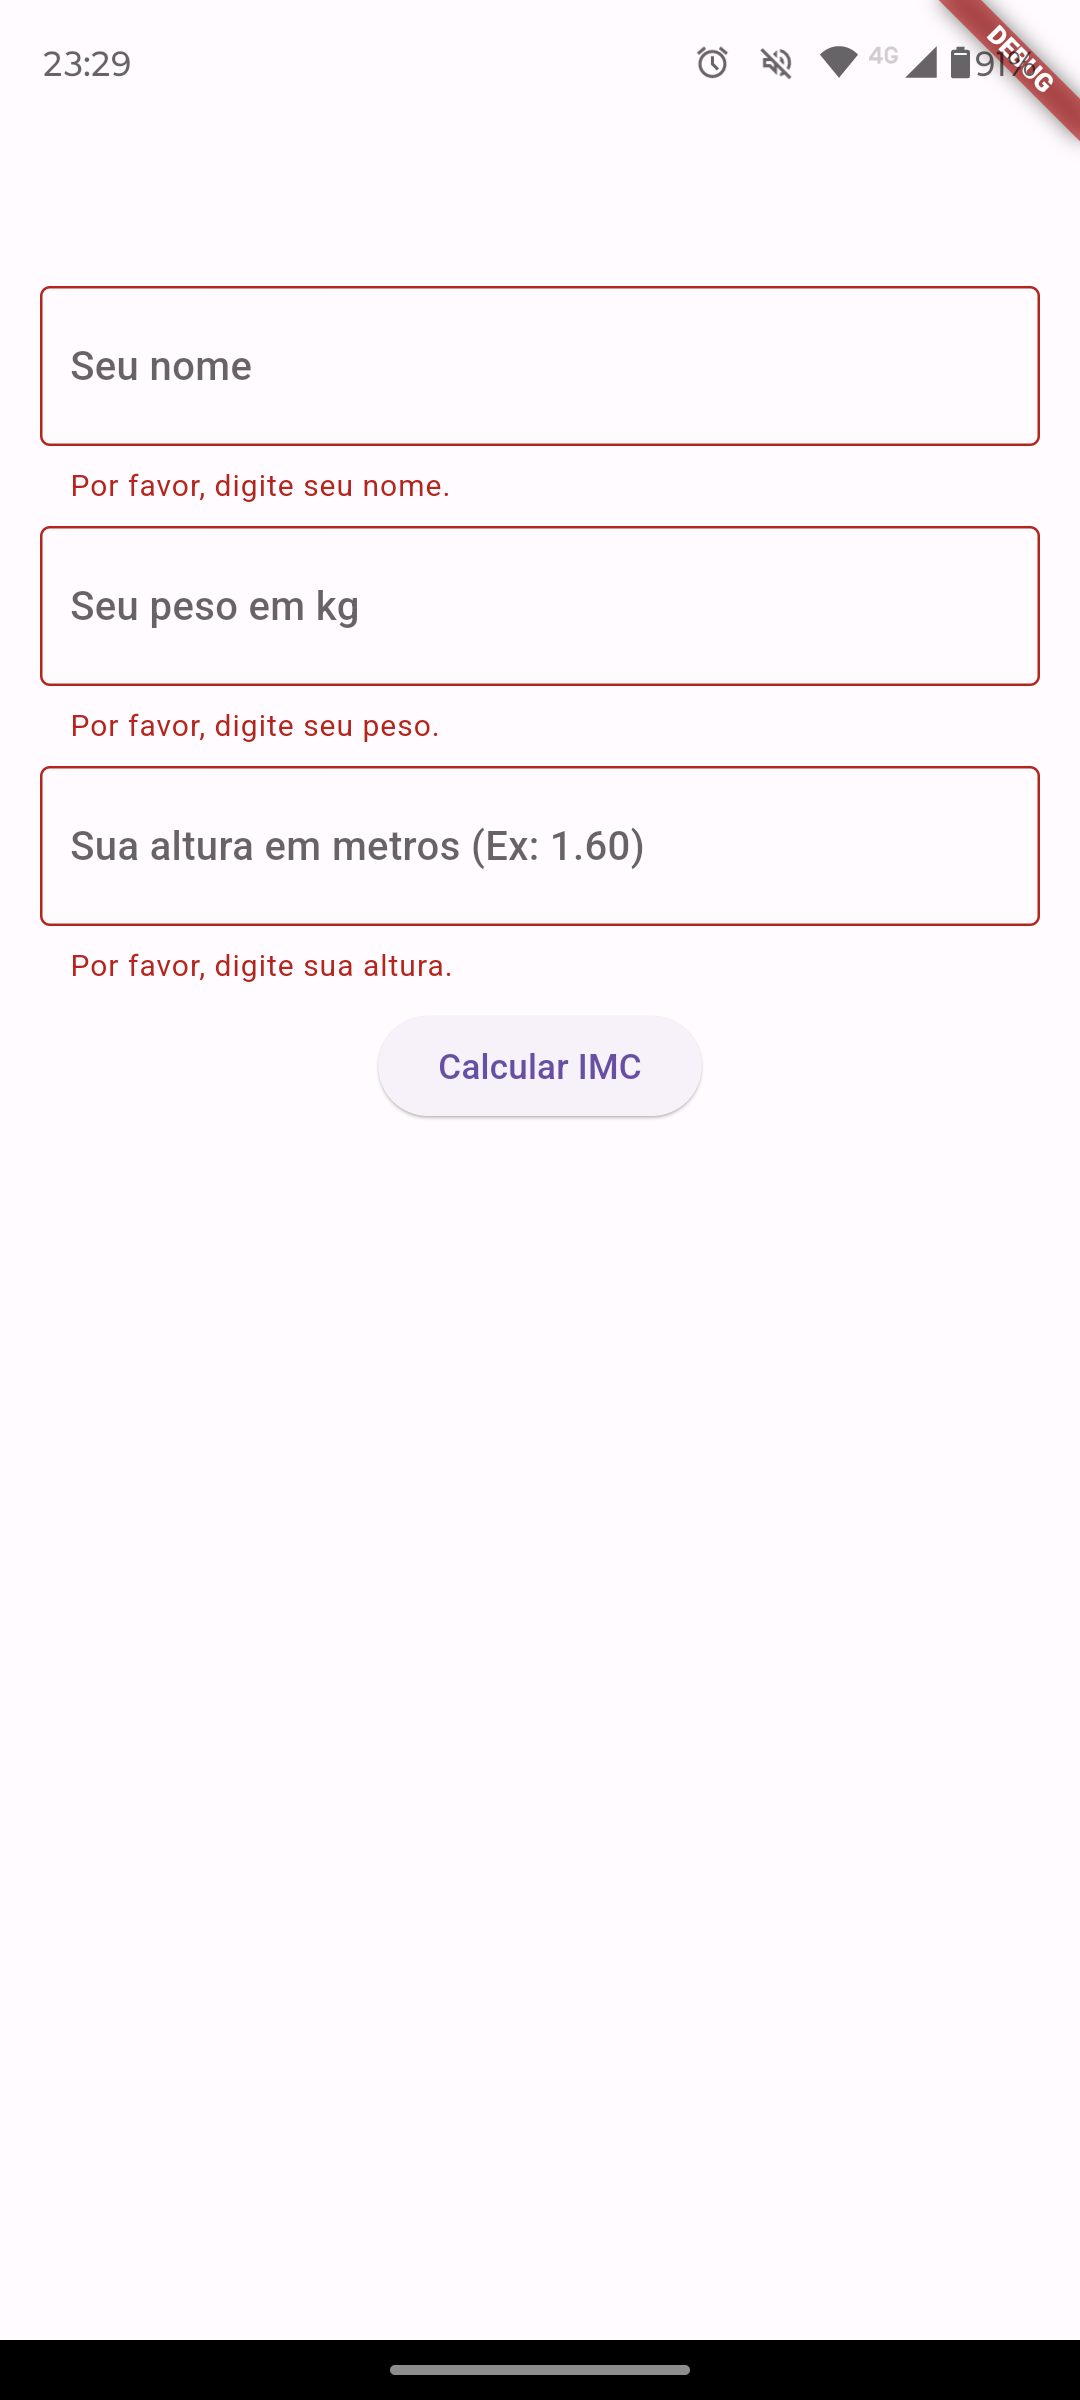 23:29
4G
91%
DEBUG
Seu nome
Por favor, digite seu nome.
Seu peso em kg
Por favor, digite seu peso.
Sua altura em metros (Ex: 1.60)
Por favor, digite sua altura.
Calcular IMC